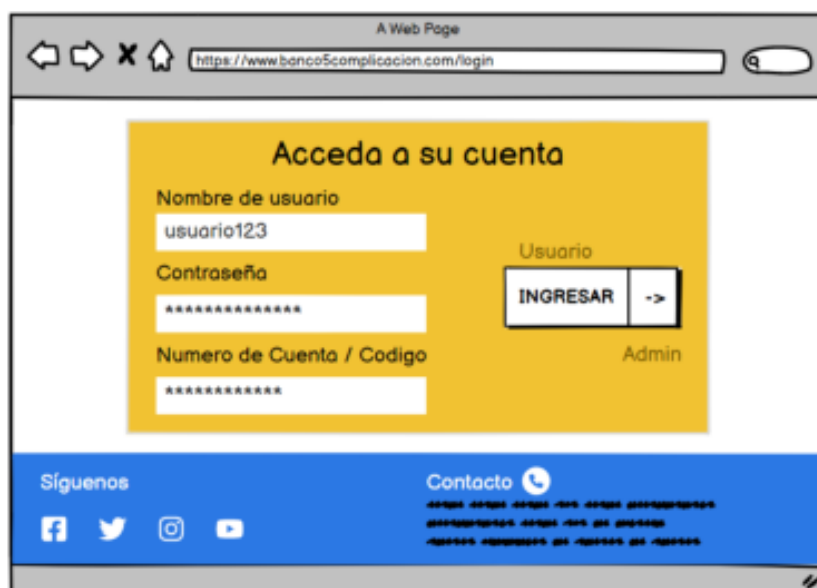 A Web Page
https://www.banco5complicacion.com/login
Acceda a su cuenta
Nombre de usuario
usuario123
Contraseña
**************
Numero de Cuenta / Codigo
************
Usuario
INGRESAR ->
Admin
Síguenos
Contacto